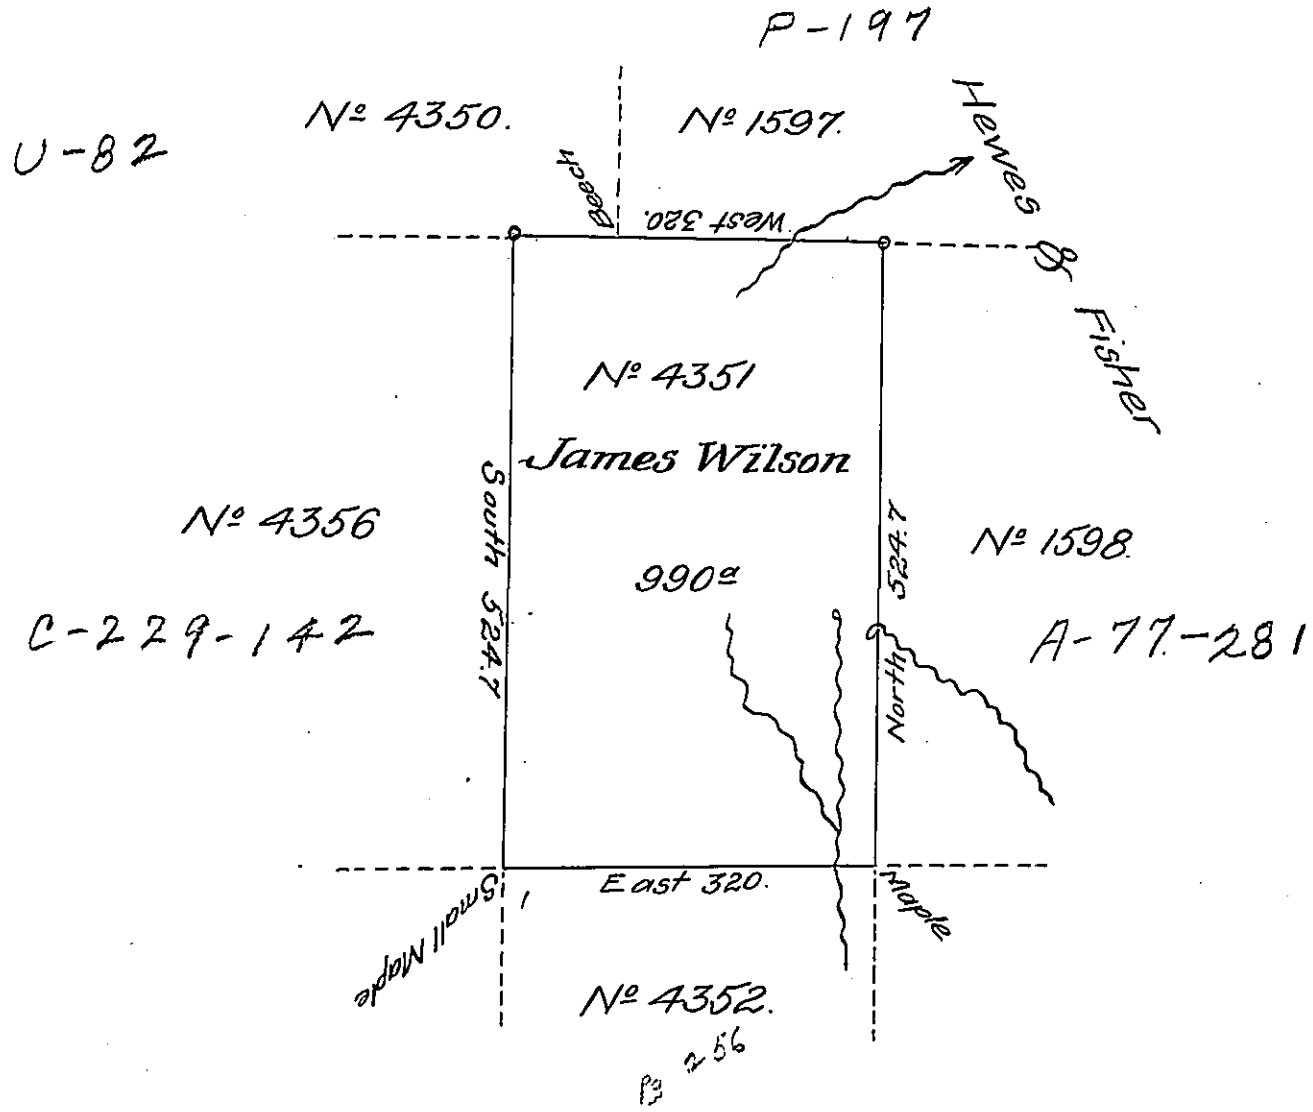 P-197
Nº 4350.
Nº 1597.
U-82
Hewes & Fisher
Beech
West 320.
Nº 4351
James Wilson
South 524.7
Nº 4356
990ª
North 524.7
Nº 1598.
C-229-142
A-77-281
East 320.
Small Maple
1
Maple
Nº 4352.
256